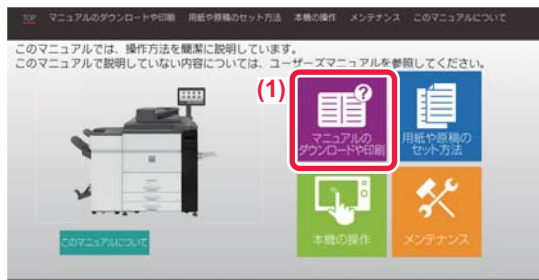 TOP マニュアルのダウンロードや印刷 用紙や原稿のセット方法 本機の操作 メンテナンス このマニュアルについて
このマニュアルでは、操作方法を簡潔に説明しています。
このマニュアルで説明していない内容については、ユーザーズマニュアルを参照してください。
(1)
マニュアルの
ダウンロードや印刷
用紙や原稿の
セット方法
このマニュアルについて
本機の操作
メンテナンス